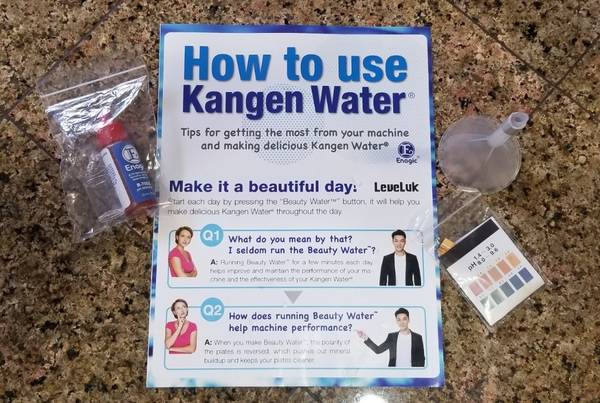 How to use
Kangen Water®
Tips for getting the most from your machine
and making delicious Kangen Water®
E
Enagic®
Make it a beautiful day.
LeveLuk
Start each day by pressing the "Beauty Water™" button, it will help you
make delicious Kangen Water® throughout the day.
Q1
What do you mean by that?
I seldom run the Beauty Water™?
A: Running Beauty Water™ for a few minutes each day
helps improve and maintain the performance of your ma-
chine and the effectiveness of your Kangen Water®
Q2
How does running Beauty Water™
help machine performance?
A: When you make Beauty Water™, the polarity of
the plates is reversed, which pushes out mineral
buildup and keeps your plates cleaner.
E
Enagic
pH